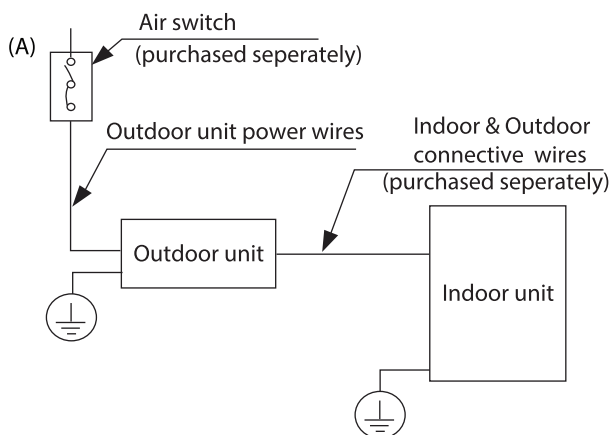 (A)
Air switch
(purchased seperately)
Outdoor unit power wires
Indoor & Outdoor
connective wires
(purchased seperately)
Outdoor unit
Indoor unit